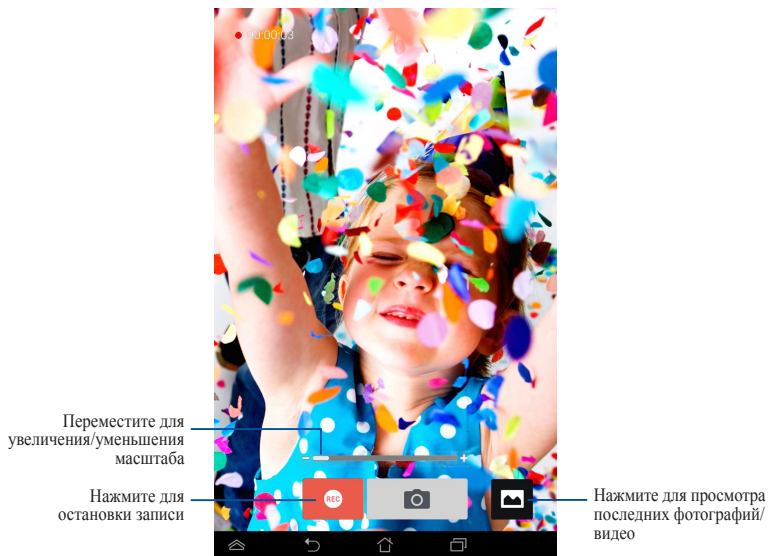 00:00:03
Переместите для
увеличения/уменьшения
масштаба
Нажмите для
остановки записи
REC
Нажмите для просмотра
последних фотографий/
видео